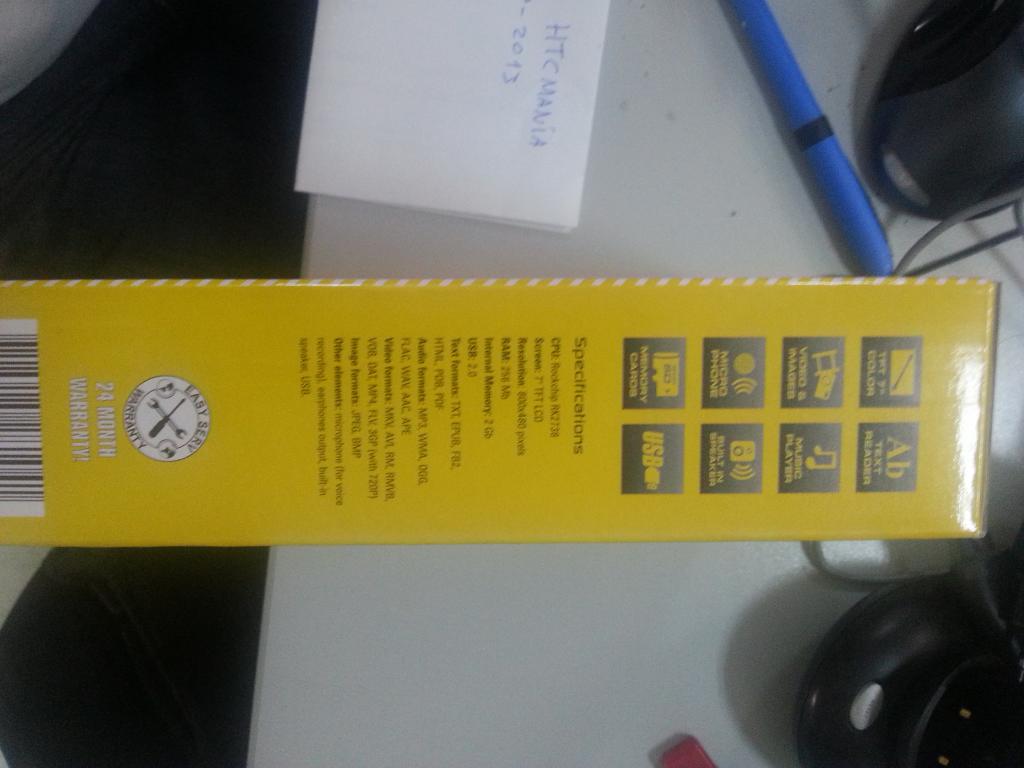 HTCMANIA
- 2013
TFT 7"
COLOR
Ab
TEXT
READER
VIDEO &
IMAGES
MUSIC
PLAYER
MICRO
PHONE
BUILT IN
SPEAKER
MEMORY
CARDS
USB
Specifications
CPU: Rockchip RK2738
Screen: 7" TFT LCD
Resolution: 800x480 pixels
RAM: 256 Mb
Internal Memory: 2 Gb
USB: 2.0
Text formats: TXT, EPUB, FB2,
HTML, PDB, PDF
Audio formats: MP3, WMA, OGG,
FLAC, WAV, AAC, APE
Video formats: MKV, AVI, RM, RMVB,
VOB, DAT, MP4, FLV, 3GP (with 720P)
Image formats: JPEG, BMP
Other elements: microphone (for voice
recording), earphones output, built-in
speaker, USB.
EASY SERV.
WARRANTY
24 MONTH
WARRANTY!